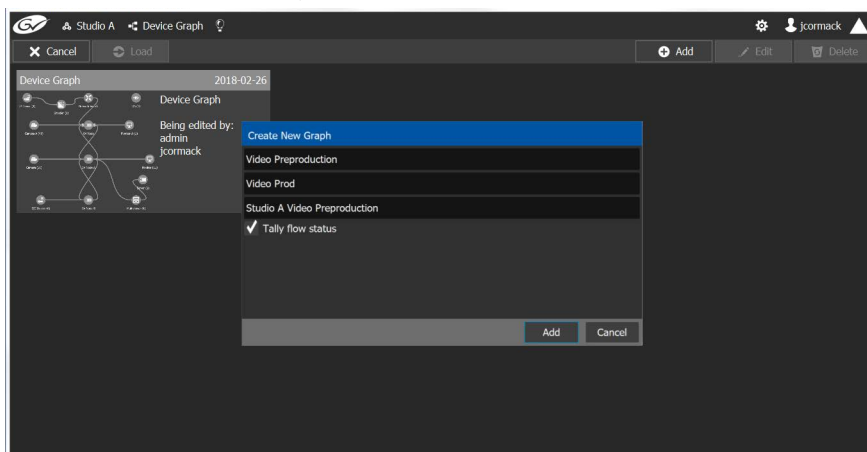 Studio A Device Graph jcormack
Cancel Load Add Edit Delete
Device Graph 2018-02-26
Device Graph
Being edited by:
admin
jcormack
Create New Graph
Video Preproduction
Video Prod
Studio A Video Preproduction
Tally flow status
Add Cancel